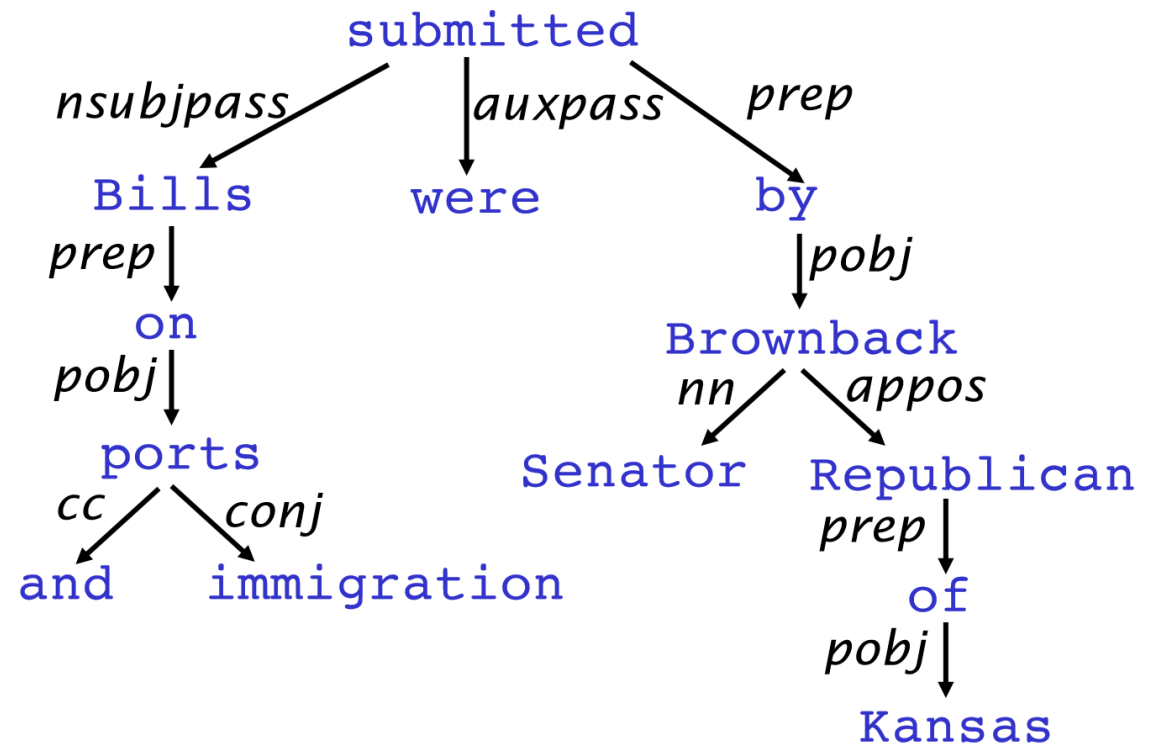 submitted
nsubjpass auxpass prep
Bills were by
prep pobj
on Brownback
pobj nn appos
ports Senator Republican
cc conj prep
and immigration of
pobj
Kansas